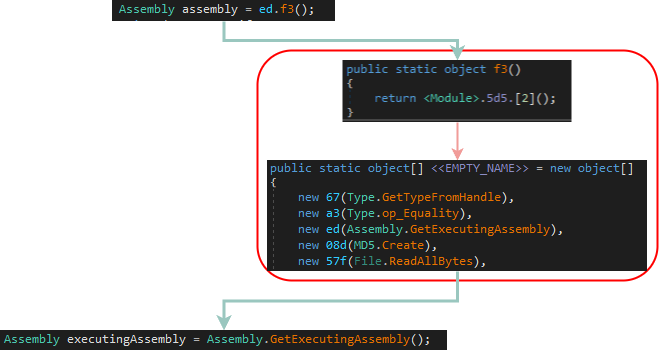 Assembly assembly = ed.f3();
public static object f3()
{
return <Module>.5d5.[2]();
}
public static object[] <<EMPTY_NAME>> = new object[]
{
new 67(Type.GetTypeFromHandle),
new a3(Type.op_Equality),
new ed(Assembly.GetExecutingAssembly),
new 08d(MD5.Create),
new 57f(File.ReadAllBytes),
Assembly executingAssembly = Assembly.GetExecutingAssembly();